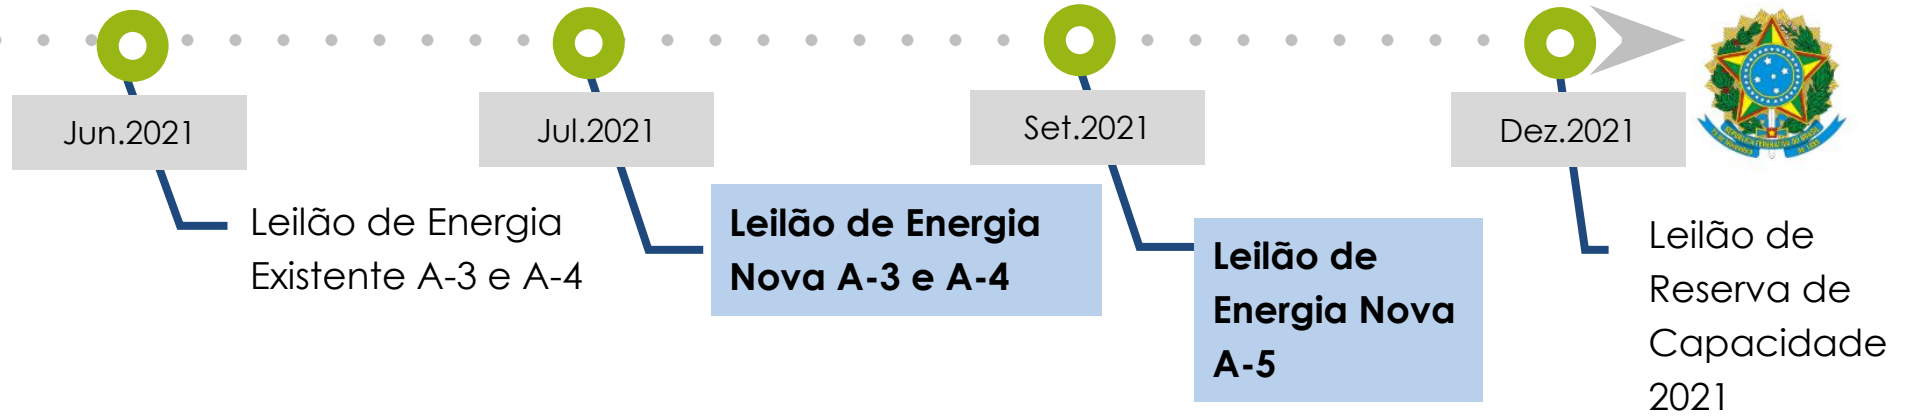 Jun.2021
Jul.2021
Set.2021
Dez.2021
Leilão de Energia
Existente A-3 e A-4
Leilão de Energia
Nova A-3 e A-4
Leilão de
Energia Nova
A-5
Leilão de
Reserva de
Capacidade
2021